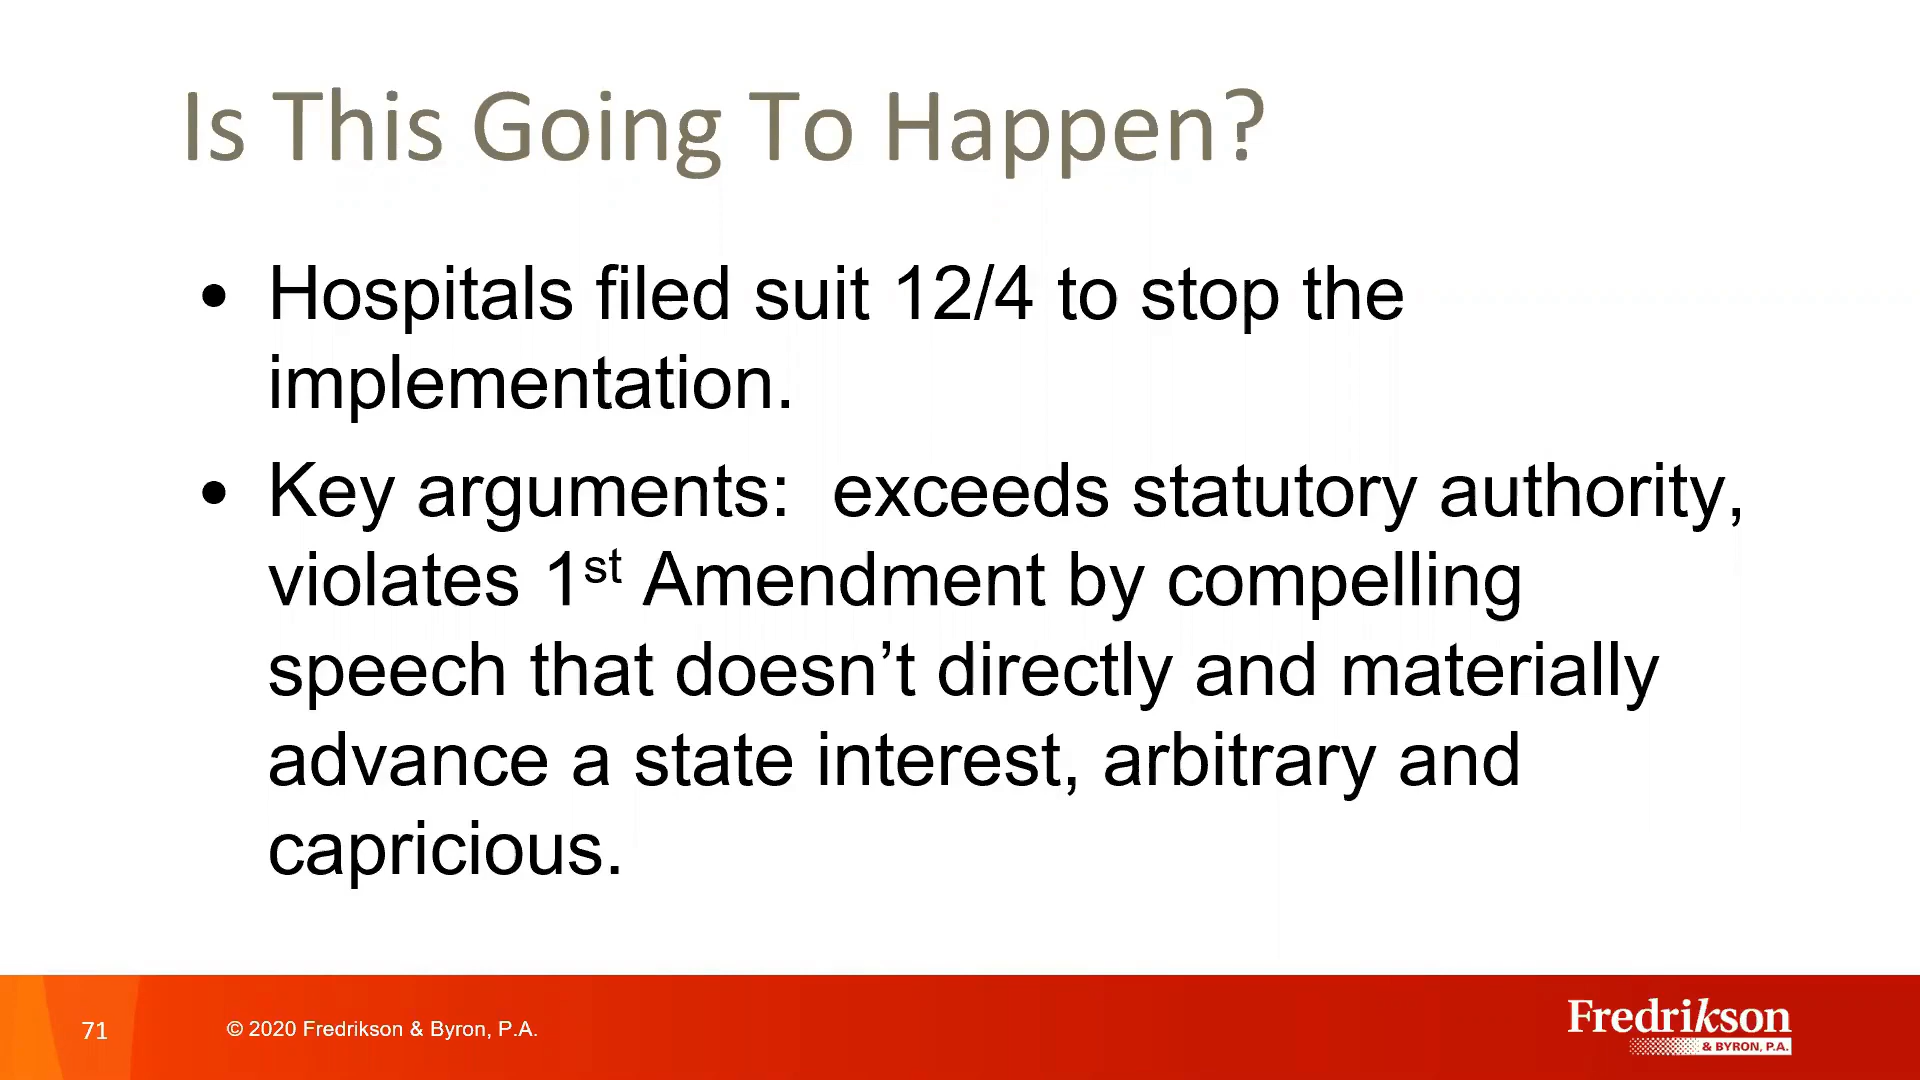 Is This Going To Happen?
• Hospitals filed suit 12/4 to stop the
implementation.
• Key arguments:  exceeds statutory authority,
violates 1st Amendment by compelling
speech that doesn’t directly and materially
advance a state interest, arbitrary and
capricious.
71
© 2020 Fredrikson & Byron, P.A.
Fredrikson
& BYRON, P.A.